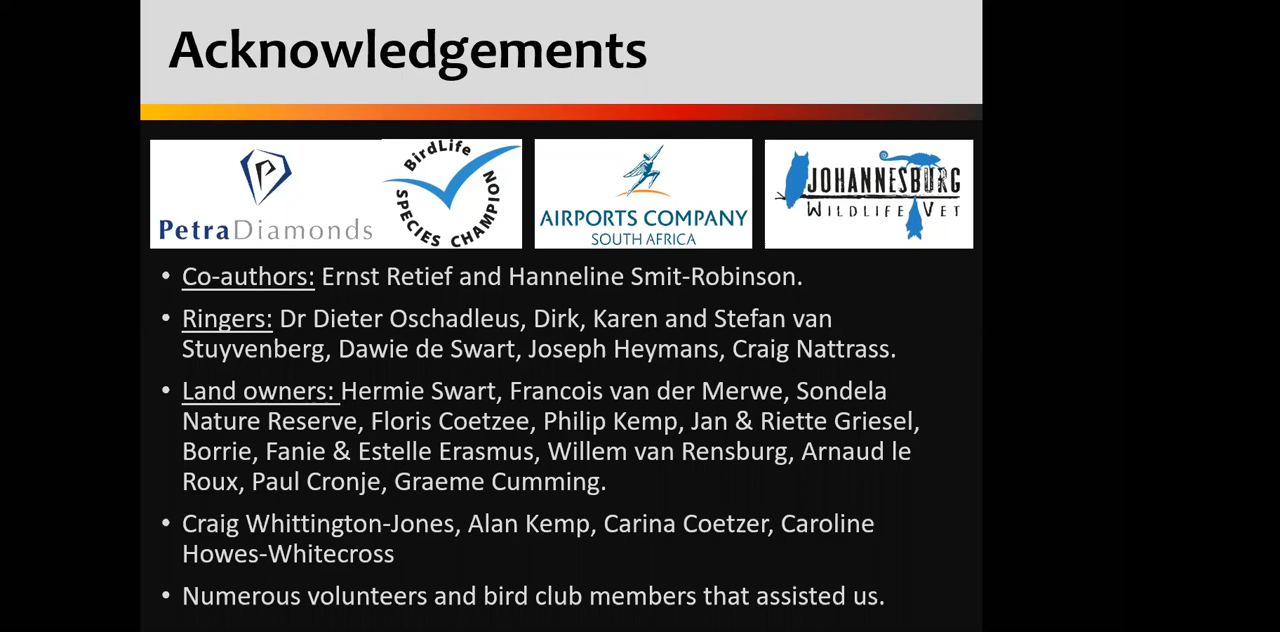 Acknowledgements
PetraDiamonds
BirdLife
SPECIES CHAMPION
AIRPORTS COMPANY
SOUTH AFRICA
JOHANNESBURG
WILDLIFE VET
• Co-authors: Ernst Retief and Hanneline Smit-Robinson.
• Ringers: Dr Dieter Oschadleus, Dirk, Karen and Stefan van
Stuyvenberg, Dawie de Swart, Joseph Heymans, Craig Nattrass.
• Land owners: Hermie Swart, Francois van der Merwe, Sondela
Nature Reserve, Floris Coetzee, Philip Kemp, Jan & Riette Griesel,
Borrie, Fanie & Estelle Erasmus, Willem van Rensburg, Arnaud le
Roux, Paul Cronje, Graeme Cumming.
• Craig Whittington-Jones, Alan Kemp, Carina Coetzer, Caroline
Howes-Whitecross
• Numerous volunteers and bird club members that assisted us.